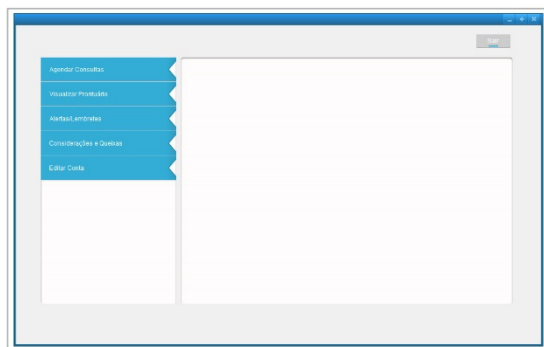 Sair
Agendar Consultas
Visualizar Prontuário
Alertas/Lembretes
Considerações e Queixas
Editar Conta